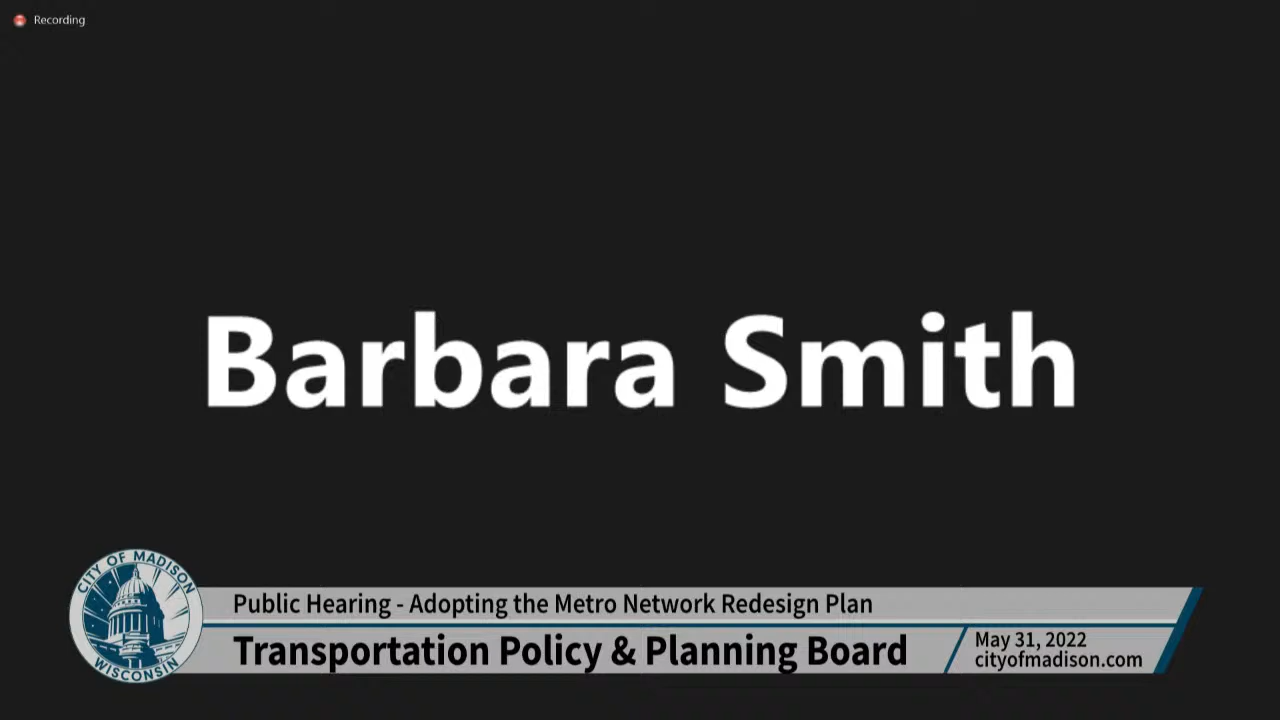 Recording
Barbara Smith
CITY OF MADISON
WISCONSIN
Public Hearing - Adopting the Metro Network Redesign Plan
Transportation Policy & Planning Board
May 31, 2022
cityofmadison.com